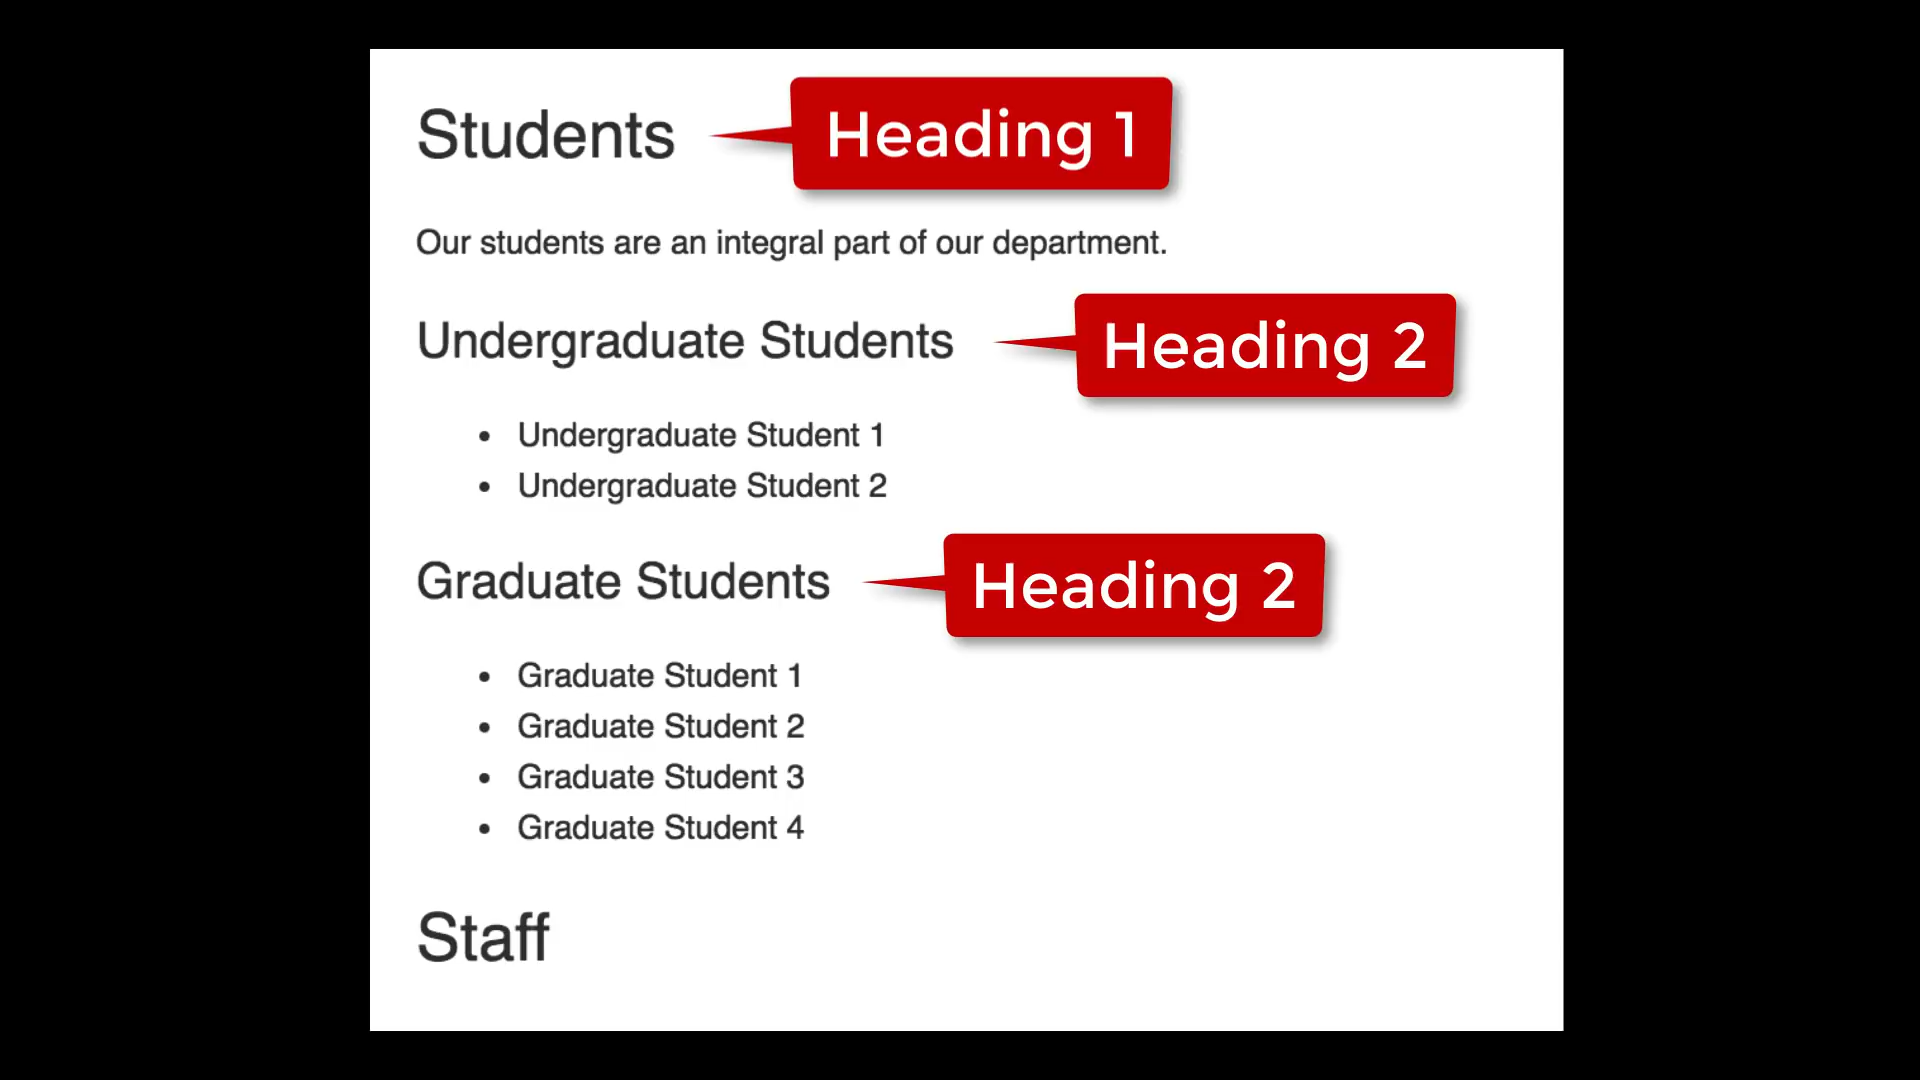 Students
Heading 1
Our students are an integral part of our department.
Undergraduate Students
Heading 2
• Undergraduate Student 1
• Undergraduate Student 2
Graduate Students
Heading 2
• Graduate Student 1
• Graduate Student 2
• Graduate Student 3
• Graduate Student 4
Staff